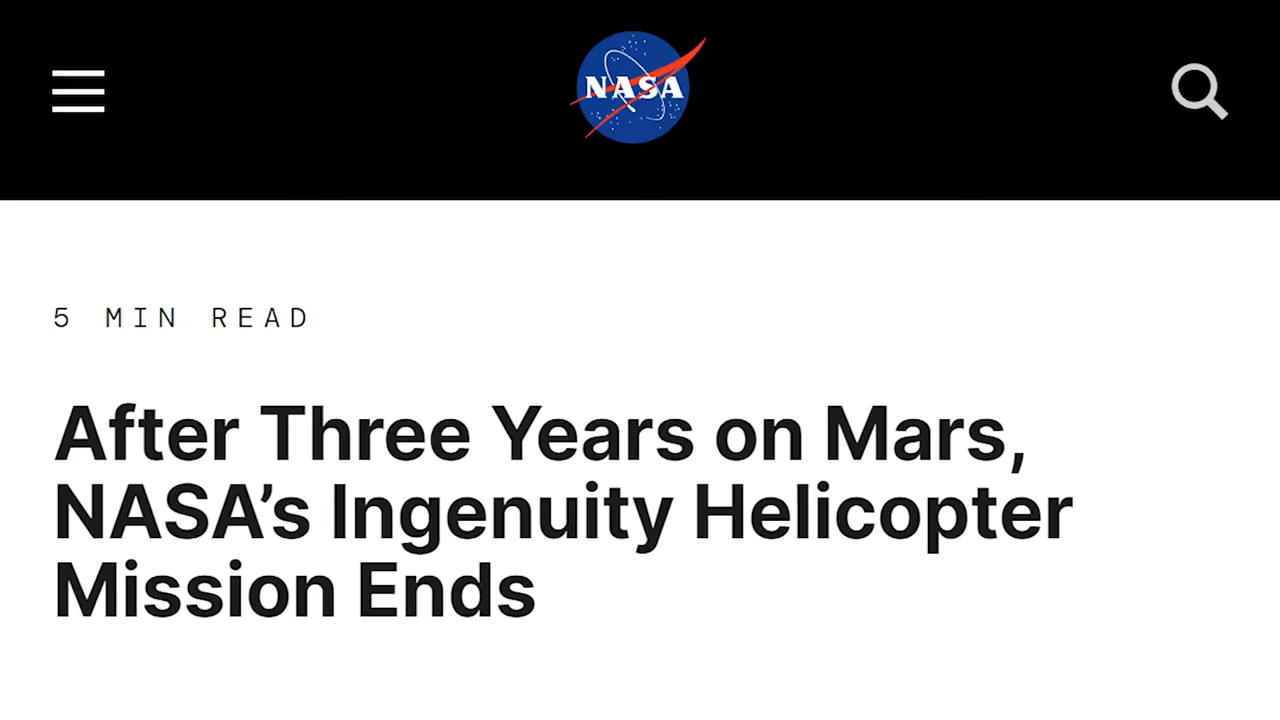 NASA
5 MIN READ
After Three Years on Mars,
NASA’s Ingenuity Helicopter
Mission Ends